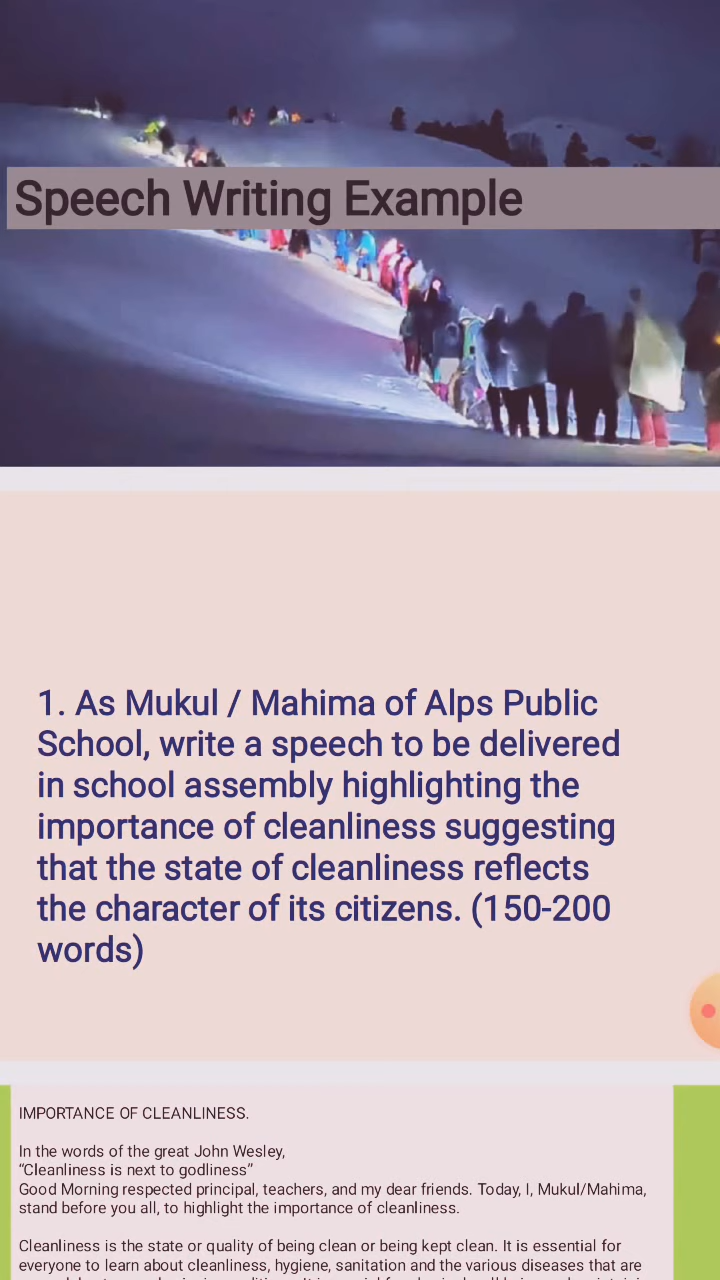 Speech Writing Example
1. As Mukul / Mahima of Alps Public
School, write a speech to be delivered
in school assembly highlighting the
importance of cleanliness suggesting
that the state of cleanliness reflects
the character of its citizens. (150-200
words)
IMPORTANCE OF CLEANLINESS.
In the words of the great John Wesley,
“Cleanliness is next to godliness”
Good Morning respected principal, teachers, and my dear friends. Today, I, Mukul/Mahima,
stand before you all, to highlight the importance of cleanliness.
Cleanliness is the state or quality of being clean or being kept clean. It is essential for
everyone to learn about cleanliness, hygiene, sanitation and the various diseases that are